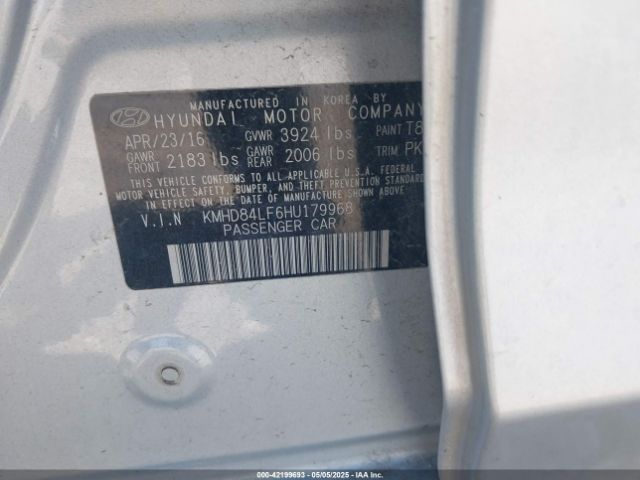 MANUFACTURED IN KOREA BY
HYUNDAI MOTOR COMPANY
APR/23/16 GVWR 3924 lbs PAINT T8
GAWR FRONT 2183 lbs GAWR REAR 2006 lbs TRIM PK
THIS VEHICLE CONFORMS TO ALL APPLICABLE U.S.A. FEDERAL
MOTOR VEHICLE SAFETY, BUMPER, AND THEFT PREVENTION STANDARDS
IN EFFECT ON THE DATE OF MANUFACTURE SHOWN ABOVE.
V.I.N KMHD84LF6HU179968
PASSENGER CAR
000-42199693 - 05/05/2025 - IAA, Inc.